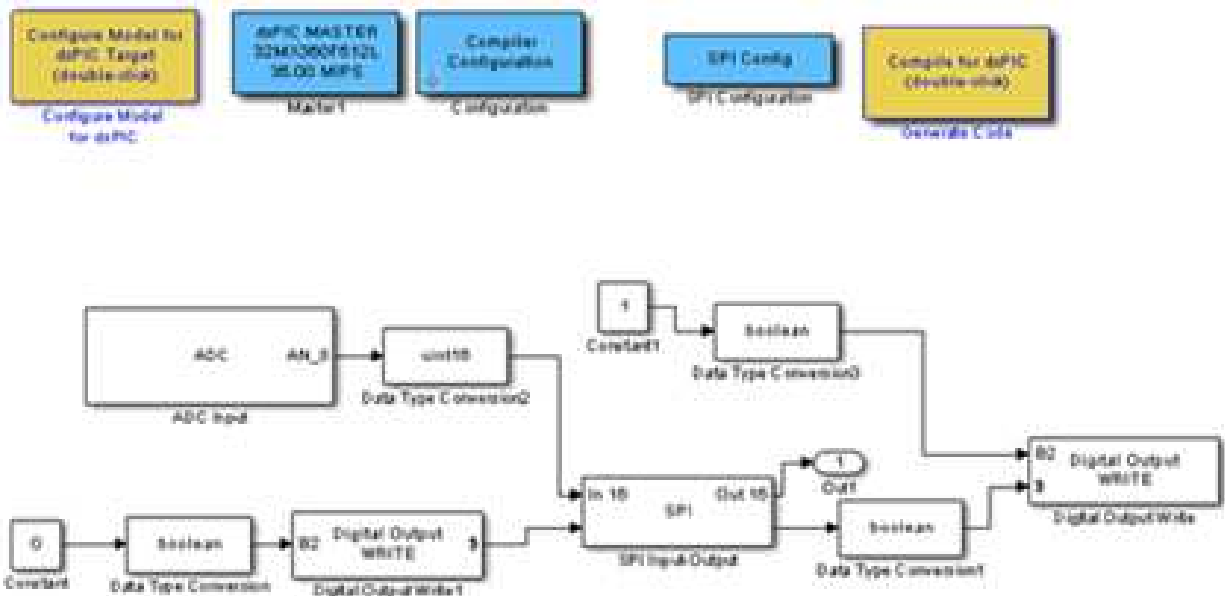 Configure Model for
dsPIC Target
(double-click)
Configure Model
for dsPIC
dsPIC MASTER
32MX360F512L
MIPS
Master1
Compiler
Configuration
Configuration
SPI Config
SPI Configuration
Compile for dsPIC
(double-click)
Generate Code
1
Constant1
boolean
Data Type Conversion3
ADC
ADC Input
uint16
Data Type Conversion2
B2
Digital Output
WRITE
Digital Output Write
In 16
SPI
Out 16
SPI Input-Output
1
Out1
boolean
Data Type Conversion1
0
Constant
boolean
Data Type Conversion
B2
Digital Output
WRITE
Digital Output Write1